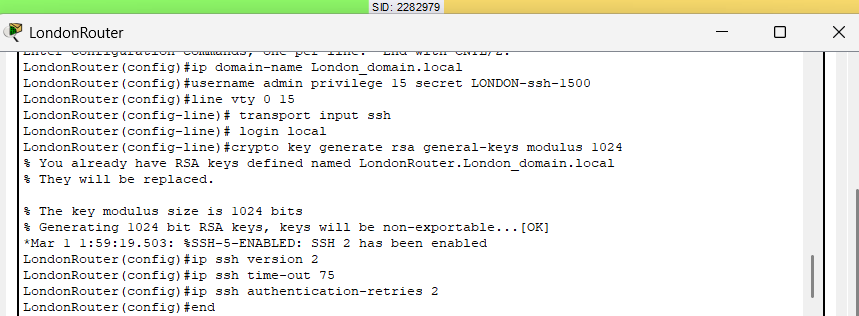 SID: 2282979
LondonRouter
Enter configuration commands, one per line. End with CNTL/Z.
LondonRouter(config)#ip domain-name London_domain.local
LondonRouter(config)#username admin privilege 15 secret LONDON-ssh-1500
LondonRouter(config)#line vty 0 15
LondonRouter(config-line)# transport input ssh
LondonRouter(config-line)# login local
LondonRouter(config-line)#crypto key generate rsa general-keys modulus 1024
% You already have RSA keys defined named LondonRouter.London_domain.local
% They will be replaced.
% The key modulus size is 1024 bits
% Generating 1024 bit RSA keys, keys will be non-exportable...[OK]
*Mar 1 1:59:19.503: %SSH-5-ENABLED: SSH 2 has been enabled
LondonRouter(config)#ip ssh version 2
LondonRouter(config)#ip ssh time-out 75
LondonRouter(config)#ip ssh authentication-retries 2
LondonRouter(config)#end